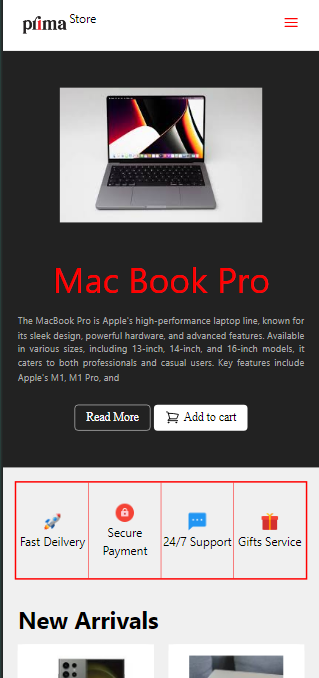 prima Store
Mac Book Pro
The MacBook Pro is Apple's high-performance laptop line, known for
its sleek design, powerful hardware, and advanced features. Available
in various sizes, including 13-inch, 14-inch, and 16-inch models, it
caters to both professionals and casual users. Key features include
Apple's M1, M1 Pro, and
Read More
Add to cart
Fast Deilvery
Secure
Payment
24/7 Support
Gifts Service
New Arrivals